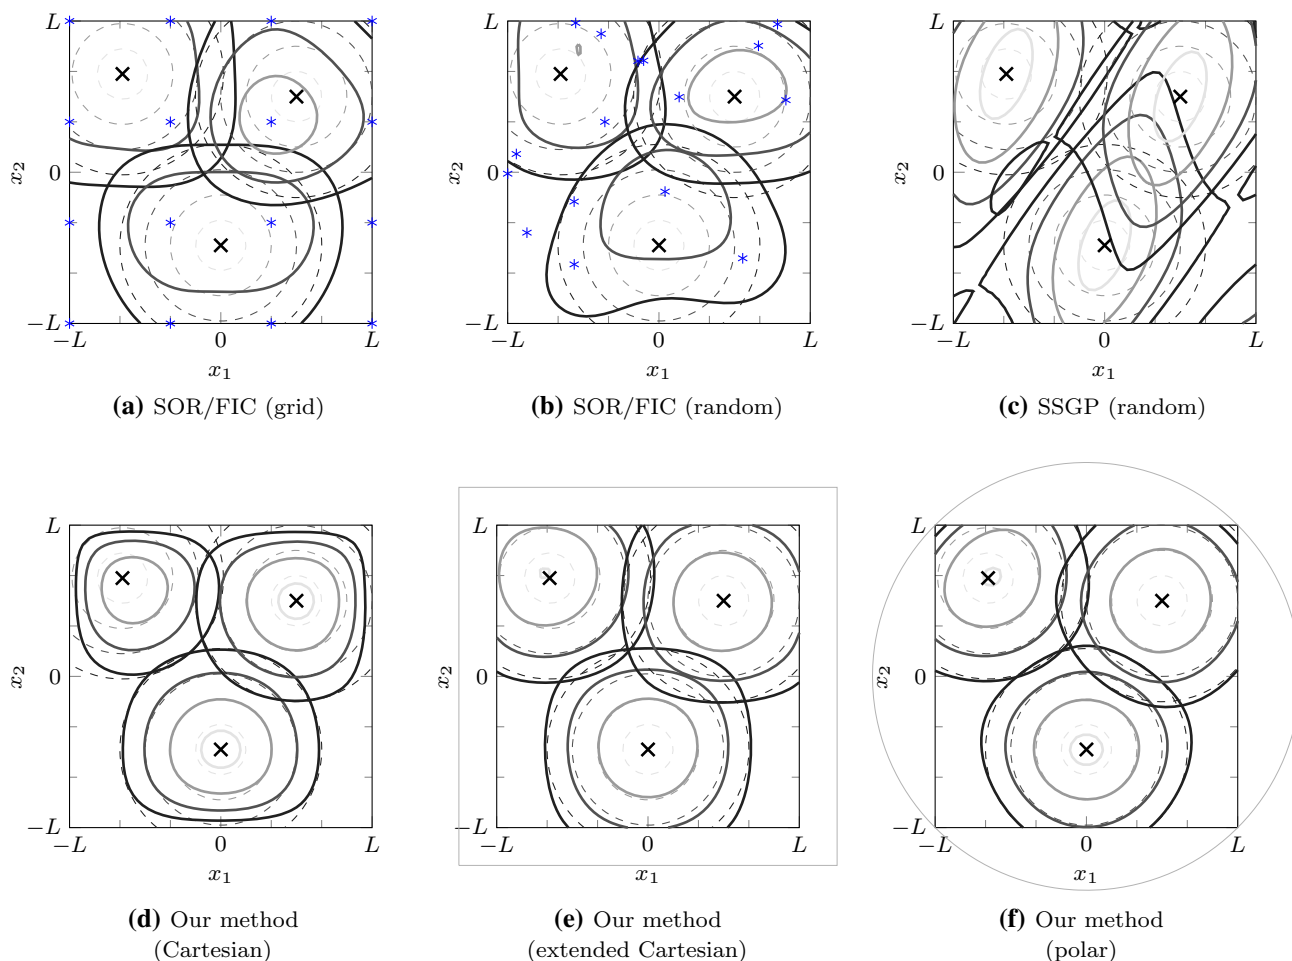 L
0
−L
−L
0
L
x₂
x₁
(a) SOR/FIC (grid)
L
0
−L
−L
0
L
x₂
x₁
(b) SOR/FIC (random)
L
0
−L
−L
0
L
x₂
x₁
(c) SSGP (random)
L
0
−L
−L
0
L
x₂
x₁
(d) Our method
(Cartesian)
L
0
−L
−L
0
L
x₂
x₁
(e) Our method
(extended Cartesian)
L
0
−L
−L
0
L
x₂
x₁
(f) Our method
(polar)